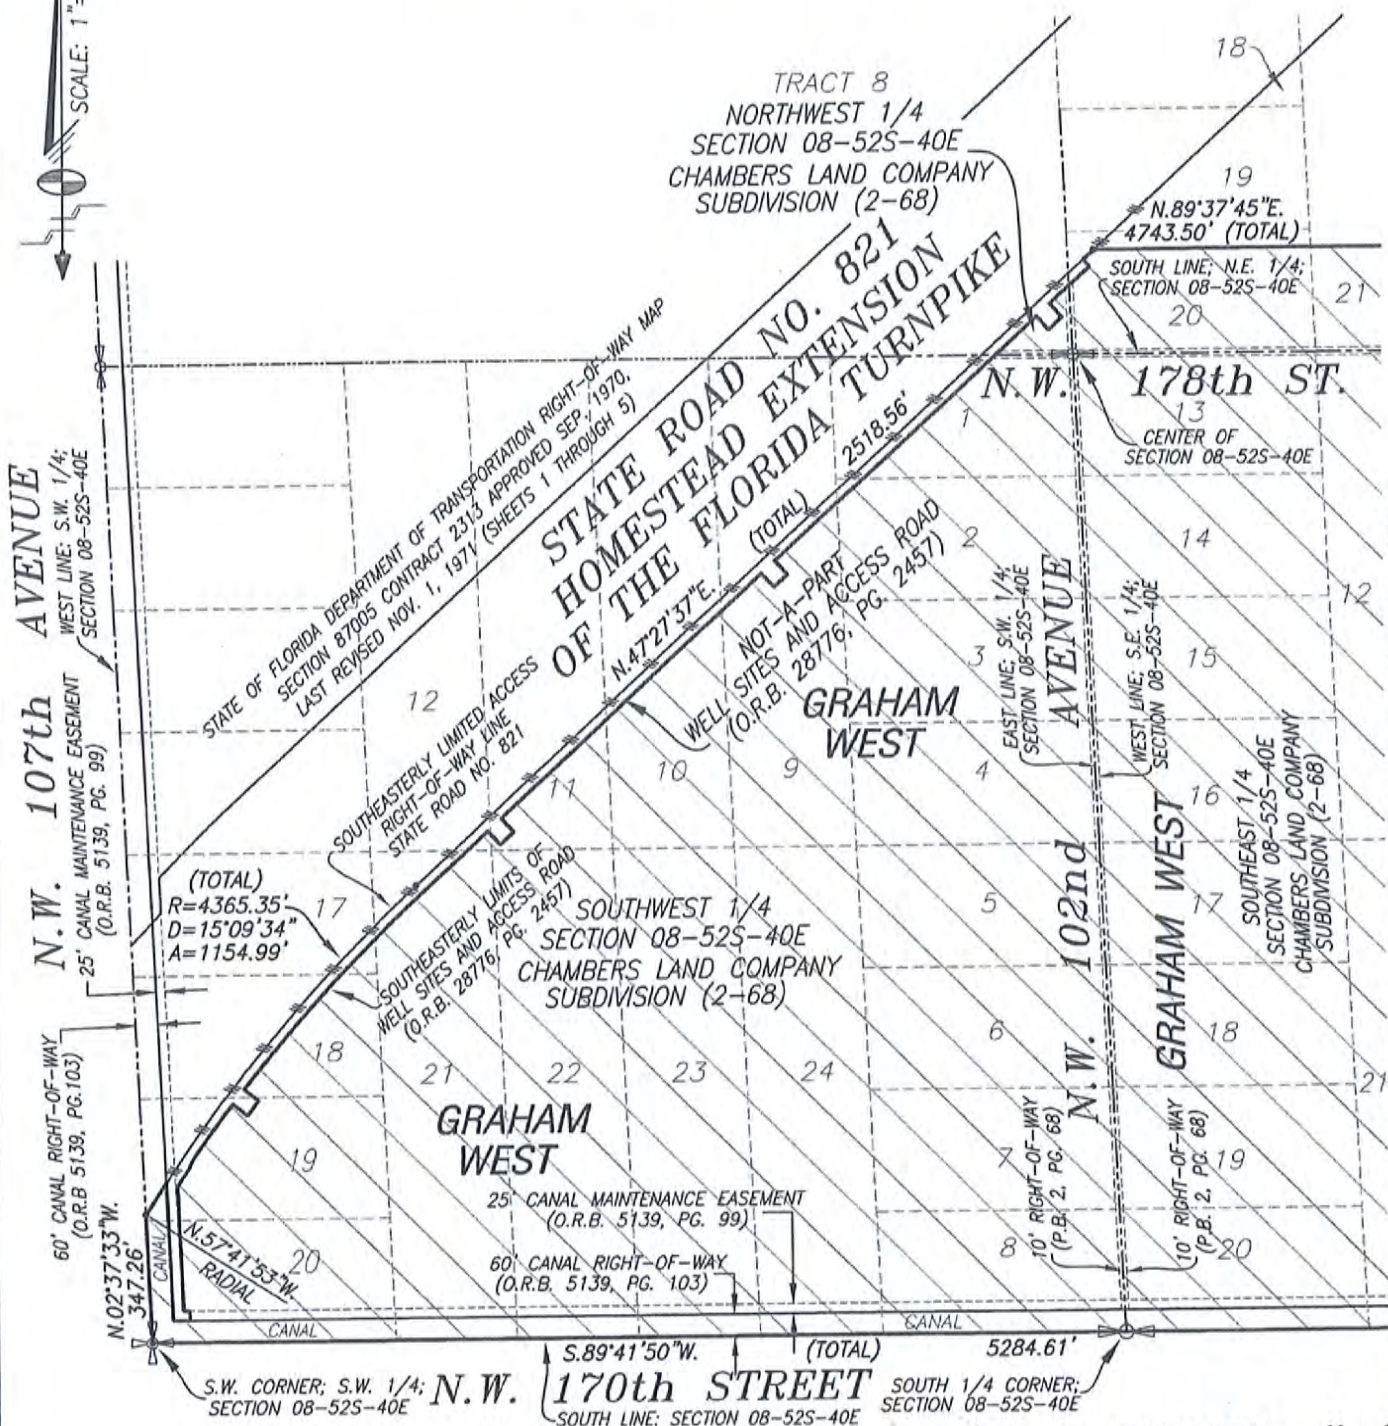 SCALE: 1"=
TRACT 8
NORTHWEST 1/4
SECTION 08-52S-40E
CHAMBERS LAND COMPANY
SUBDIVISION (2-68)
18
19
N.89°37'45"E.
4743.50' (TOTAL)
SOUTH LINE; N.E. 1/4;
SECTION 08-52S-40E
21
20
N.W. 178th ST.
13
CENTER OF
SECTION 08-52S-40E
STATE ROAD NO. 821
HOMESTEAD EXTENSION
OF THE FLORIDA TURNPIKE
STATE OF FLORIDA DEPARTMENT OF TRANSPORTATION RIGHT-OF-WAY MAP
SECTION 87005 CONTRACT 2313 APPROVED SEP. 1970,
LAST REVISED NOV. 1, 1971 (SHEETS 1 THROUGH 5)
N.W. 107th AVENUE
WEST LINE; S.W. 1/4;
SECTION 08-52S-40E
25' CANAL MAINTENANCE EASEMENT
(O.R.B. 5139, PG. 99)
N.47°27'37"E.
(TOTAL)
2518.56'
1
2
14
12
NOT-A-PART
WELL SITES AND ACCESS ROAD
(O.R.B. 28776, PG. 2457)
3
15
EAST LINE; S.W. 1/4;
SECTION 08-52S-40E
WEST LINE; S.E. 1/4;
SECTION 08-52S-40E
N.W. 102nd AVENUE
GRAHAM
WEST
12
SOUTHEASTERLY LIMITED ACCESS
RIGHT-OF-WAY LINE
STATE ROAD NO. 821
11
10
9
4
16
SOUTHEAST 1/4
SECTION 08-52S-40E
CHAMBERS LAND COMPANY
SUBDIVISION (2-68)
GRAHAM WEST
(TOTAL)
R=4365.35'
D=15°09'34"
A=1154.99'
17
SOUTHEASTERLY LIMITS OF
WELL SITES AND ACCESS ROAD
(O.R.B. 28776, PG. 2457)
SOUTHWEST 1/4
SECTION 08-52S-40E
CHAMBERS LAND COMPANY
SUBDIVISION (2-68)
5
17
6
18
60' CANAL RIGHT-OF-WAY
(O.R.B 5139, PG.103)
18
21
22
23
24
21
GRAHAM
WEST
19
7
19
10' RIGHT-OF-WAY
(P.B. 2, PG. 68)
10' RIGHT-OF-WAY
(P.B. 2, PG. 68)
25' CANAL MAINTENANCE EASEMENT
(O.R.B. 5139, PG. 99)
N.02°37'33"W.
347.26'
CANAL
N.57°41'53"W.
RADIAL
20
60' CANAL RIGHT-OF-WAY
(O.R.B. 5139, PG. 103)
8
20
CANAL
CANAL
S.89°41'50"W.
(TOTAL)
5284.61'
S.W. CORNER; S.W. 1/4;
SECTION 08-52S-40E
N.W. 170th STREET
SOUTH 1/4 CORNER;
SECTION 08-52S-40E
SOUTH LINE; SECTION 08-52S-40E